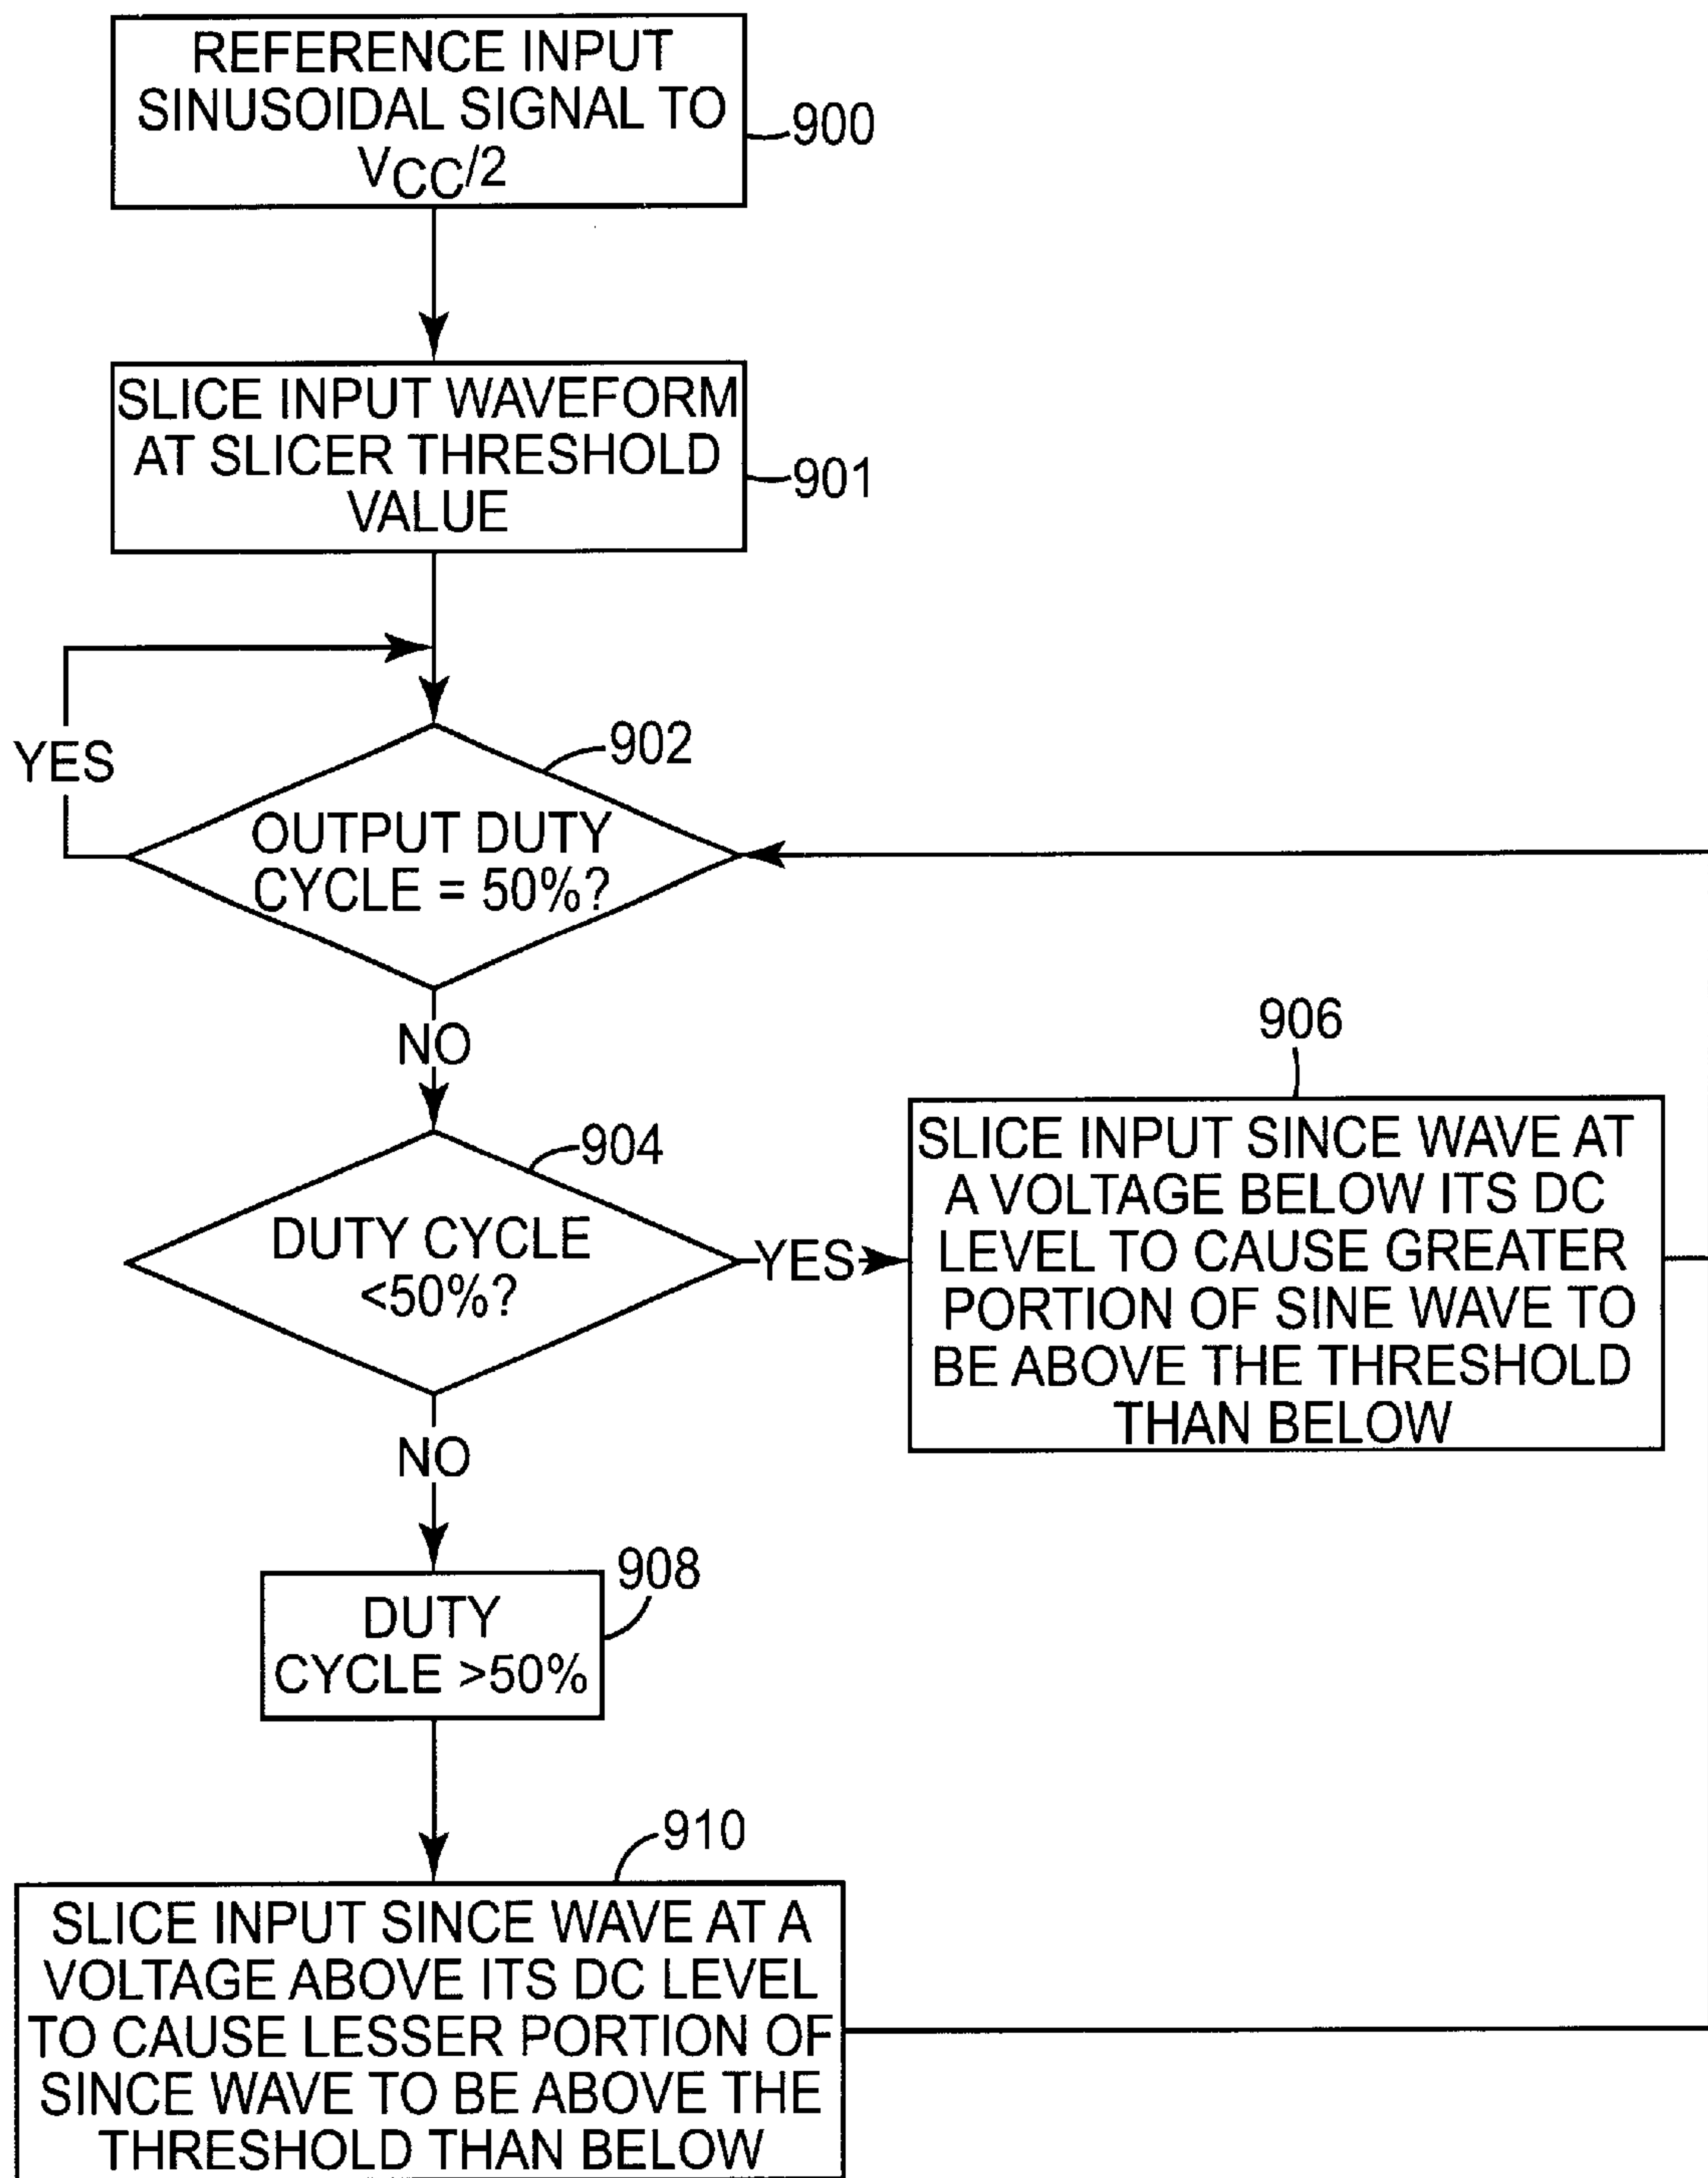 REFERENCE INPUT
SINUSOIDAL SIGNAL TO
VCC/2
900
SLICE INPUT WAVEFORM
AT SLICER THRESHOLD
VALUE
901
902
YES
OUTPUT DUTY
CYCLE = 50%?
NO
904
DUTY CYCLE
<50%?
YES
906
SLICE INPUT SINCE WAVE AT
A VOLTAGE BELOW ITS DC
LEVEL TO CAUSE GREATER
PORTION OF SINE WAVE TO
BE ABOVE THE THRESHOLD
THAN BELOW
NO
908
DUTY
CYCLE >50%
910
SLICE INPUT SINCE WAVE AT A
VOLTAGE ABOVE ITS DC LEVEL
TO CAUSE LESSER PORTION OF
SINCE WAVE TO BE ABOVE THE
THRESHOLD THAN BELOW